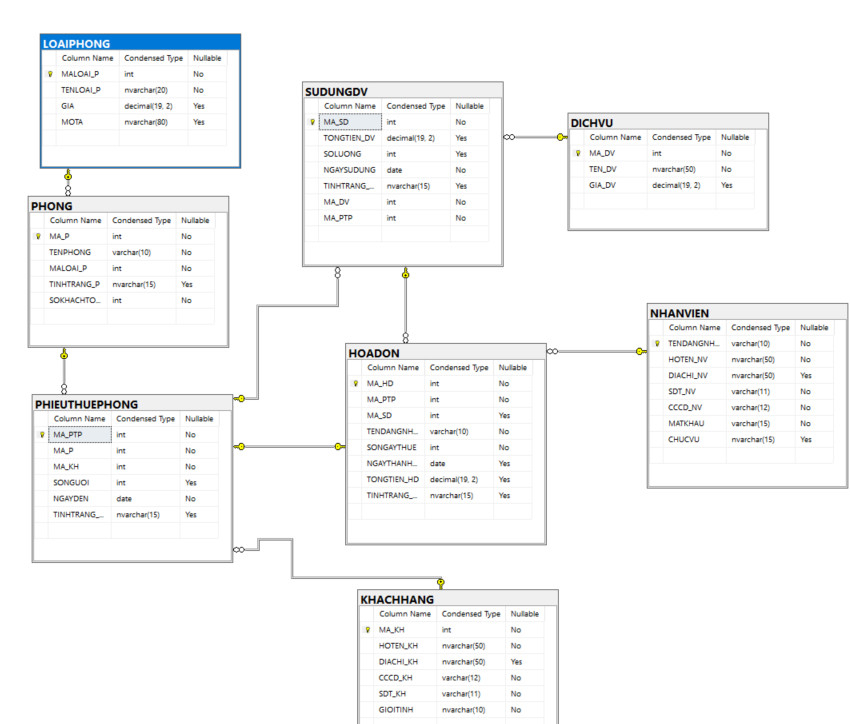 LOAIPHONG
Column Name Condensed Type Nullable
MALOAI_P int No
TENLOAI_P nvarchar(20) No
GIA decimal(19, 2) Yes
MOTA nvarchar(80) Yes
SUDUNGDV
Column Name Condensed Type Nullable
MA_SD int No
TONGTIEN_DV decimal(19, 2) Yes
SOLUONG int Yes
NGAYSUDUNG date No
TINHTRANG_... nvarchar(15) Yes
MA_DV int No
MA_PTP int No
DICHVU
Column Name Condensed Type Nullable
MA_DV int No
TEN_DV nvarchar(50) No
GIA_DV decimal(19, 2) Yes
PHONG
Column Name Condensed Type Nullable
MA_P int No
TENPHONG varchar(10) No
MALOAI_P int No
TINHTRANG_P nvarchar(15) Yes
SOKHACHTO... int No
HOADON
Column Name Condensed Type Nullable
MA_HD int No
MA_PTP int No
MA_SD int Yes
TENDANGNH... varchar(10) No
SONGAYTHUE int No
NGAYTHANH... date Yes
TONGTIEN_HD decimal(19, 2) Yes
TINHTRANG_... nvarchar(15) Yes
NHANVIEN
Column Name Condensed Type Nullable
TENDANGNH... varchar(10) No
HOTEN_NV nvarchar(50) No
DIACHI_NV nvarchar(50) Yes
SDT_NV varchar(11) No
CCCD_NV varchar(12) No
MATKHAU varchar(15) No
CHUCVU nvarchar(15) Yes
PHIEUTHUEPHONG
Column Name Condensed Type Nullable
MA_PTP int No
MA_P int No
MA_KH int No
SONGUOI int Yes
NGAYDEN date No
TINHTRANG_... nvarchar(15) Yes
KHACHHANG
Column Name Condensed Type Nullable
MA_KH int No
HOTEN_KH nvarchar(50) No
DIACHI_KH nvarchar(50) Yes
CCCD_KH varchar(12) No
SDT_KH varchar(11) No
GIOITINH nvarchar(10) No